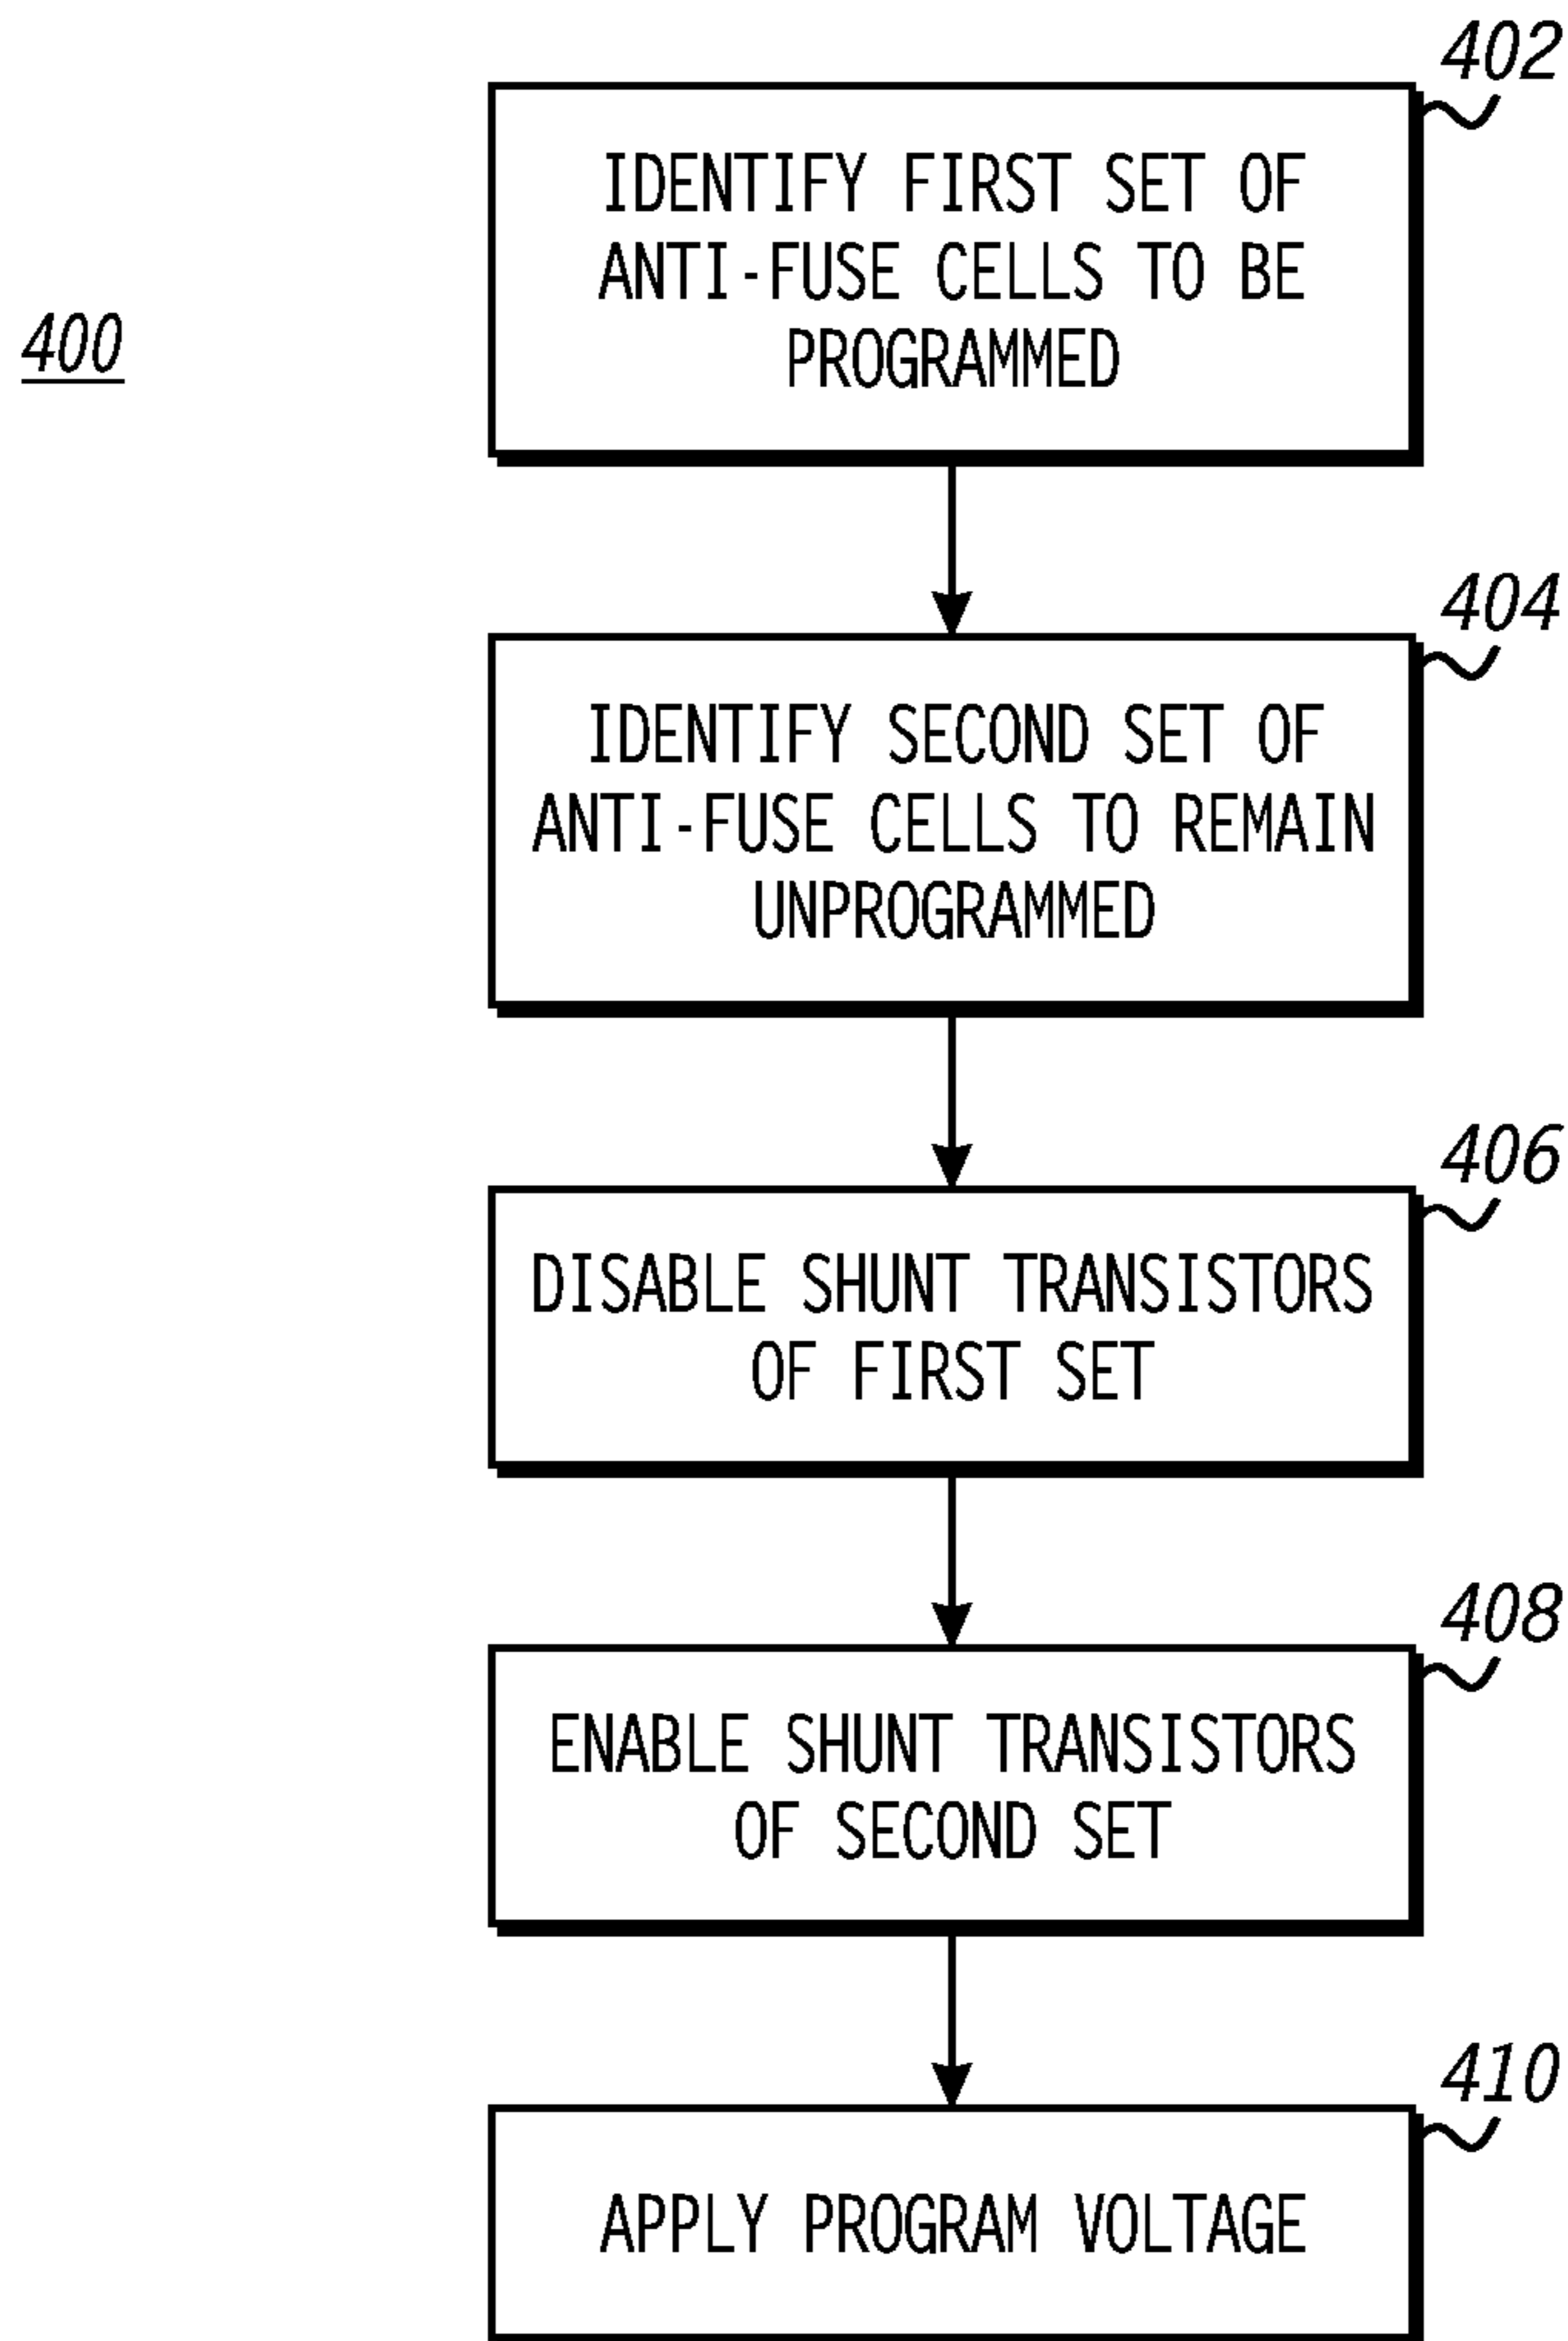 402
IDENTIFY FIRST SET OF
ANTI-FUSE CELLS TO BE
PROGRAMMED
400
404
IDENTIFY SECOND SET OF
ANTI-FUSE CELLS TO REMAIN
UNPROGRAMMED
406
DISABLE SHUNT TRANSISTORS
OF FIRST SET
408
ENABLE SHUNT TRANSISTORS
OF SECOND SET
410
APPLY PROGRAM VOLTAGE